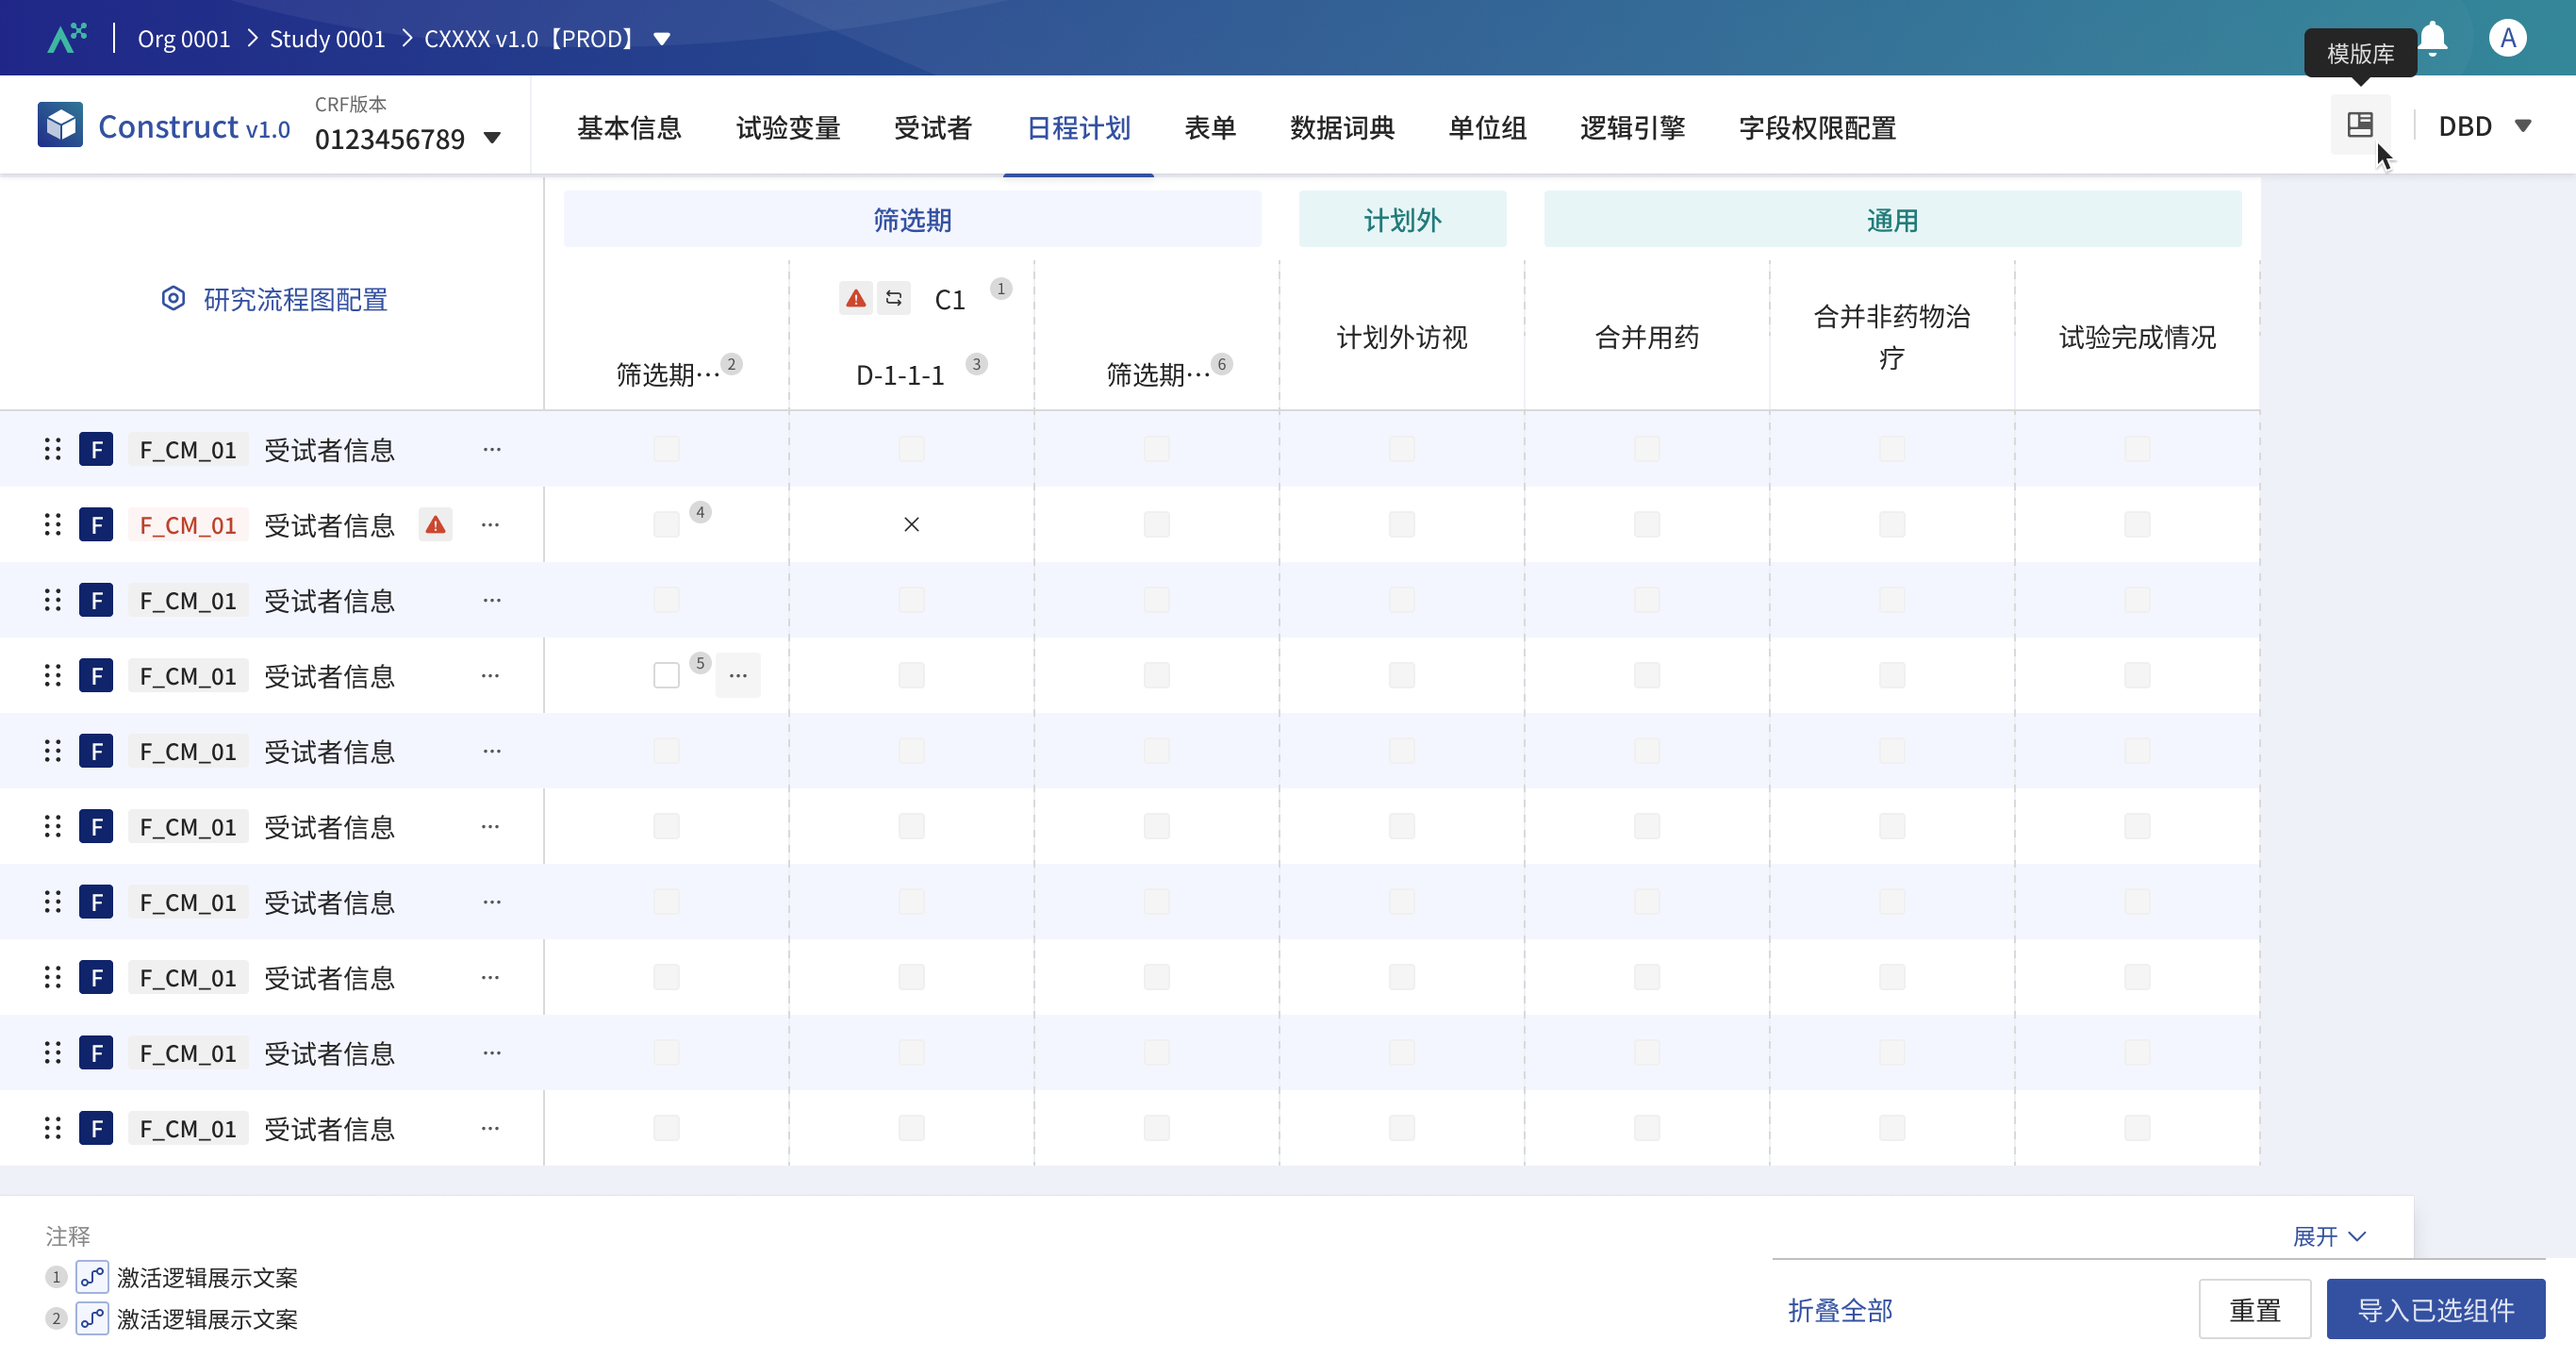 Org 0001 > Study 0001 > CXXXX v1.0【PROD】
模版库
A
Construct v1.0
CRF版本
0123456789
基本信息 试验变量 受试者 日程计划 表单 数据词典 单位组 逻辑引擎 字段权限配置
DBD
筛选期 计划外 通用
研究流程图配置
C1 1
筛选期… 2
D-1-1-1 3
筛选期… 6
计划外访视
合并用药
合并非药物治
疗
试验完成情况
F F_CM_01 受试者信息 …
F F_CM_01 受试者信息 … 4
F F_CM_01 受试者信息 …
F F_CM_01 受试者信息 … 5 …
F F_CM_01 受试者信息 …
F F_CM_01 受试者信息 …
F F_CM_01 受试者信息 …
F F_CM_01 受试者信息 …
F F_CM_01 受试者信息 …
F F_CM_01 受试者信息 …
注释
展开
1 激活逻辑展示文案
2 激活逻辑展示文案
折叠全部
重置
导入已选组件